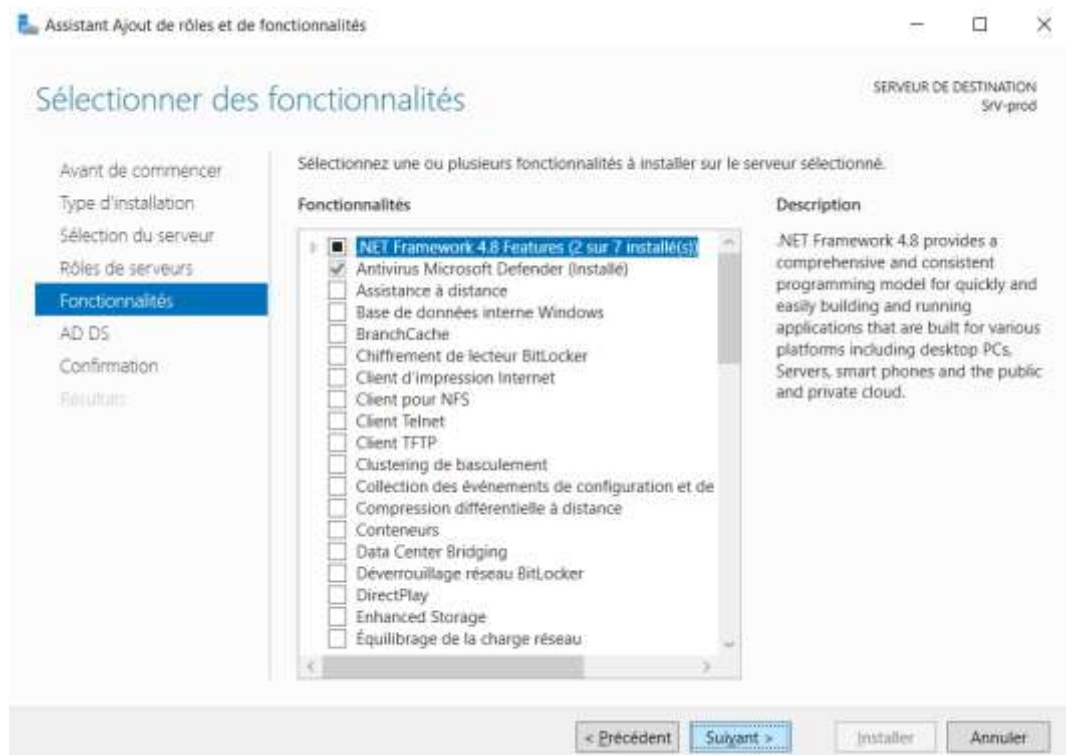 Assistant Ajout de rôles et de fonctionnalités
Sélectionner des fonctionnalités
SERVEUR DE DESTINATION
SrV-prod
Avant de commencer
Type d'installation
Sélection du serveur
Rôles de serveurs
Fonctionnalités
AD DS
Confirmation
Résultats
Sélectionnez une ou plusieurs fonctionnalités à installer sur le serveur sélectionné.
Fonctionnalités
.NET Framework 4.8 Features (2 sur 7 installé(s))
Antivirus Microsoft Defender (Installé)
Assistance à distance
Base de données interne Windows
BranchCache
Chiffrement de lecteur BitLocker
Client d'impression Internet
Client pour NFS
Client Telnet
Client TFTP
Clustering de basculement
Collection des événements de configuration et de
Compression différentielle à distance
Conteneurs
Data Center Bridging
Déverrouillage réseau BitLocker
DirectPlay
Enhanced Storage
Équilibrage de la charge réseau
Description
.NET Framework 4.8 provides a
comprehensive and consistent
programming model for quickly and
easily building and running
applications that are built for various
platforms including desktop PCs,
Servers, smart phones and the public
and private cloud.
< Précédent
Suivant >
Installer
Annuler